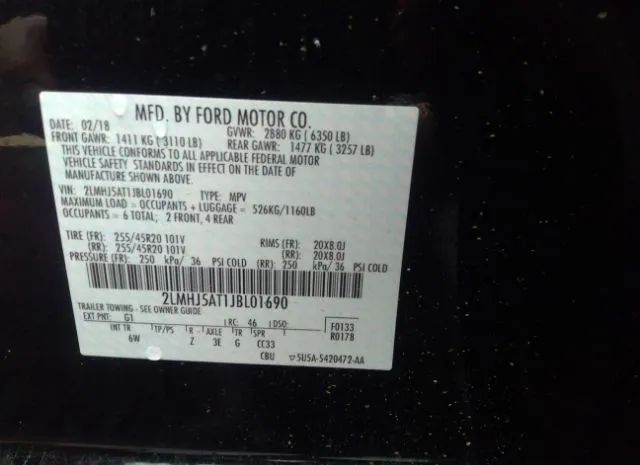 MFD. BY FORD MOTOR CO.
DATE: 02/18 GVWR: 2880 KG ( 6350 LB)
FRONT GAWR: 1411 KG ( 3110 LB) REAR GAWR: 1477 KG ( 3257 LB)
THIS VEHICLE CONFORMS TO ALL APPLICABLE FEDERAL MOTOR
VEHICLE SAFETY STANDARDS IN EFFECT ON THE DATE OF
MANUFACTURE SHOWN ABOVE.
VIN: 2LMHJ5AT1JBL01690 TYPE: MPV
MAXIMUM LOAD = OCCUPANTS + LUGGAGE = 526KG/1160LB
OCCUPANTS = 6 TOTAL; 2 FRONT, 4 REAR
TIRE (FR): 255/45R20 101V RIMS (FR): 20X8.0J
(RR): 255/45R20 101V (RR): 20X8.0J
PRESSURE (FR): 250 kPa/ 36 PSI COLD (RR): 250 kPa/ 36 PSI COLD
2LMHJ5AT1JBL01690
TRAILER TOWING - SEE OWNER GUIDE
EXT PNT: G1 RC: 46 DSO: F0133
INT TR TP/PS R AXLE TR SPR R0178
6W Z 3E G CC33
CBU 5U5A-5420472-AA